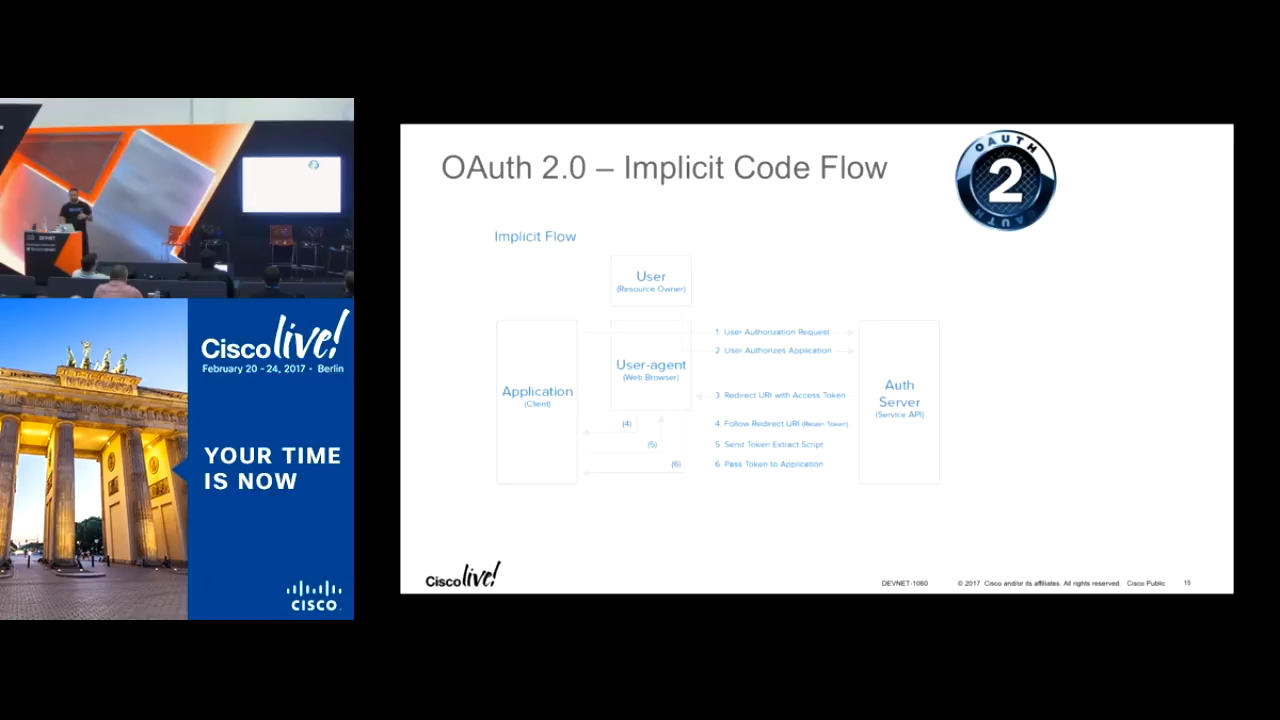 OAuth 2.0 – Implicit Code Flow
OAUTH
2
OAUTH
Implicit Flow
User
(Resource Owner)
1. User Authorization Request
2 User Authorizes Application
User-agent
(Web Browser)
Application
(Client)
Auth
Server
(Service API)
3. Redirect URI with Access Token
4. Follow Redirect URI (Retain Token)
(4)
5 Send Token Extract Script
(5)
6. Pass Token to Application
(6)
Cisco live!
DEVNET-1060
© 2017 Cisco and/or its affiliates. All rights reserved. Cisco Public
15
Cisco live!
February 20 - 24, 2017 • Berlin
YOUR TIME
IS NOW
CISCO